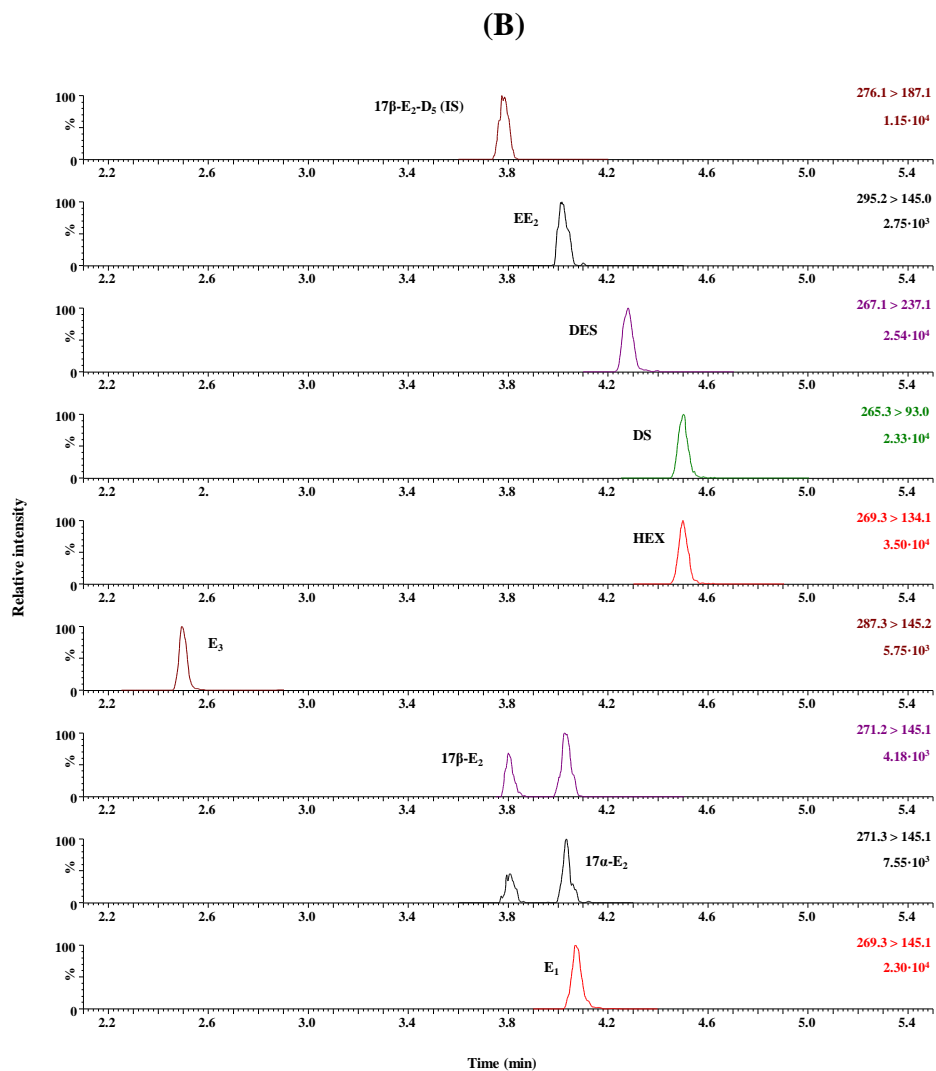 (B)
Relative intensity
100
%
0
17β-E₂-D₅ (IS)
276.1 > 187.1
1.15·10⁴
2.2 2.6 3.0 3.4 3.8 4.2 4.6 5.0 5.4
100
%
0
EE₂
295.2 > 145.0
2.75·10³
2.2 2.6 3.0 3.4 3.8 4.2 4.6 5.0 5.4
100
%
0
DES
267.1 > 237.1
2.54·10⁴
2.2 2.6 3.0 3.4 3.8 4.2 4.6 5.0 5.4
100
%
0
DS
265.3 > 93.0
2.33·10⁴
2.2 2.6 3.0 3.4 3.8 4.2 4.6 5.0 5.4
100
%
0
HEX
269.3 > 134.1
3.50·10⁴
2.2 2.6 3.0 3.4 3.8 4.2 4.6 5.0 5.4
100
%
0
E₃
287.3 > 145.2
5.75·10³
2.2 2.6 3.0 3.4 3.8 4.2 4.6 5.0 5.4
100
%
0
17β-E₂
271.2 > 145.1
4.18·10³
2.2 2.6 3.0 3.4 3.8 4.2 4.6 5.0 5.4
100
%
0
17α-E₂
271.3 > 145.1
7.55·10³
2.2 2.6 3.0 3.4 3.8 4.2 4.6 5.0 5.4
100
%
0
E₁
269.3 > 145.1
2.30·10⁴
2.2 2.6 3.0 3.4 3.8 4.2 4.6 5.0 5.4
Time (min)